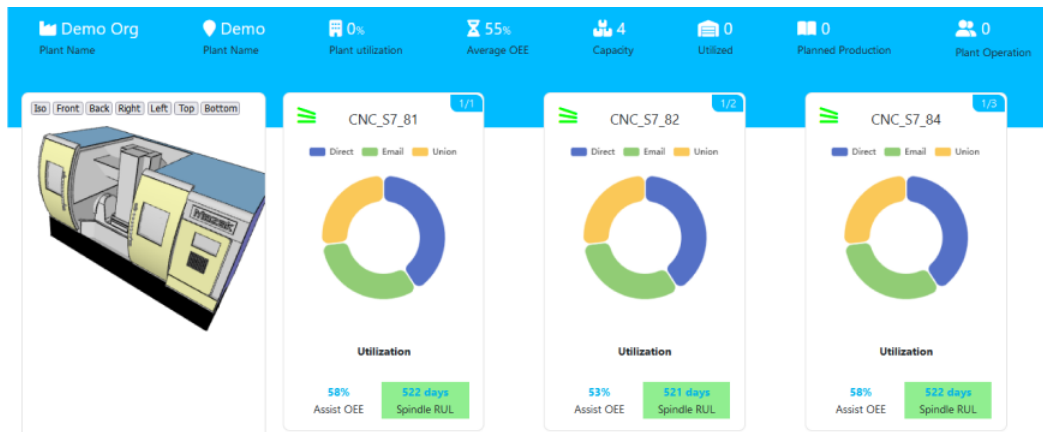 Demo Org
Plant Name
Demo
Plant Name
0%
Plant utilization
55%
Average OEE
4
Capacity
0
Utilized
0
Planned Production
0
Plant Operation
Iso Front Back Right Left Top Bottom
Mazak
1/1
CNC_S7_81
Direct Email Union
Utilization
58%
Assist OEE
522 days
Spindle RUL
1/2
CNC_S7_82
Direct Email Union
Utilization
53%
Assist OEE
521 days
Spindle RUL
1/3
CNC_S7_84
Direct Email Union
Utilization
58%
Assist OEE
522 days
Spindle RUL